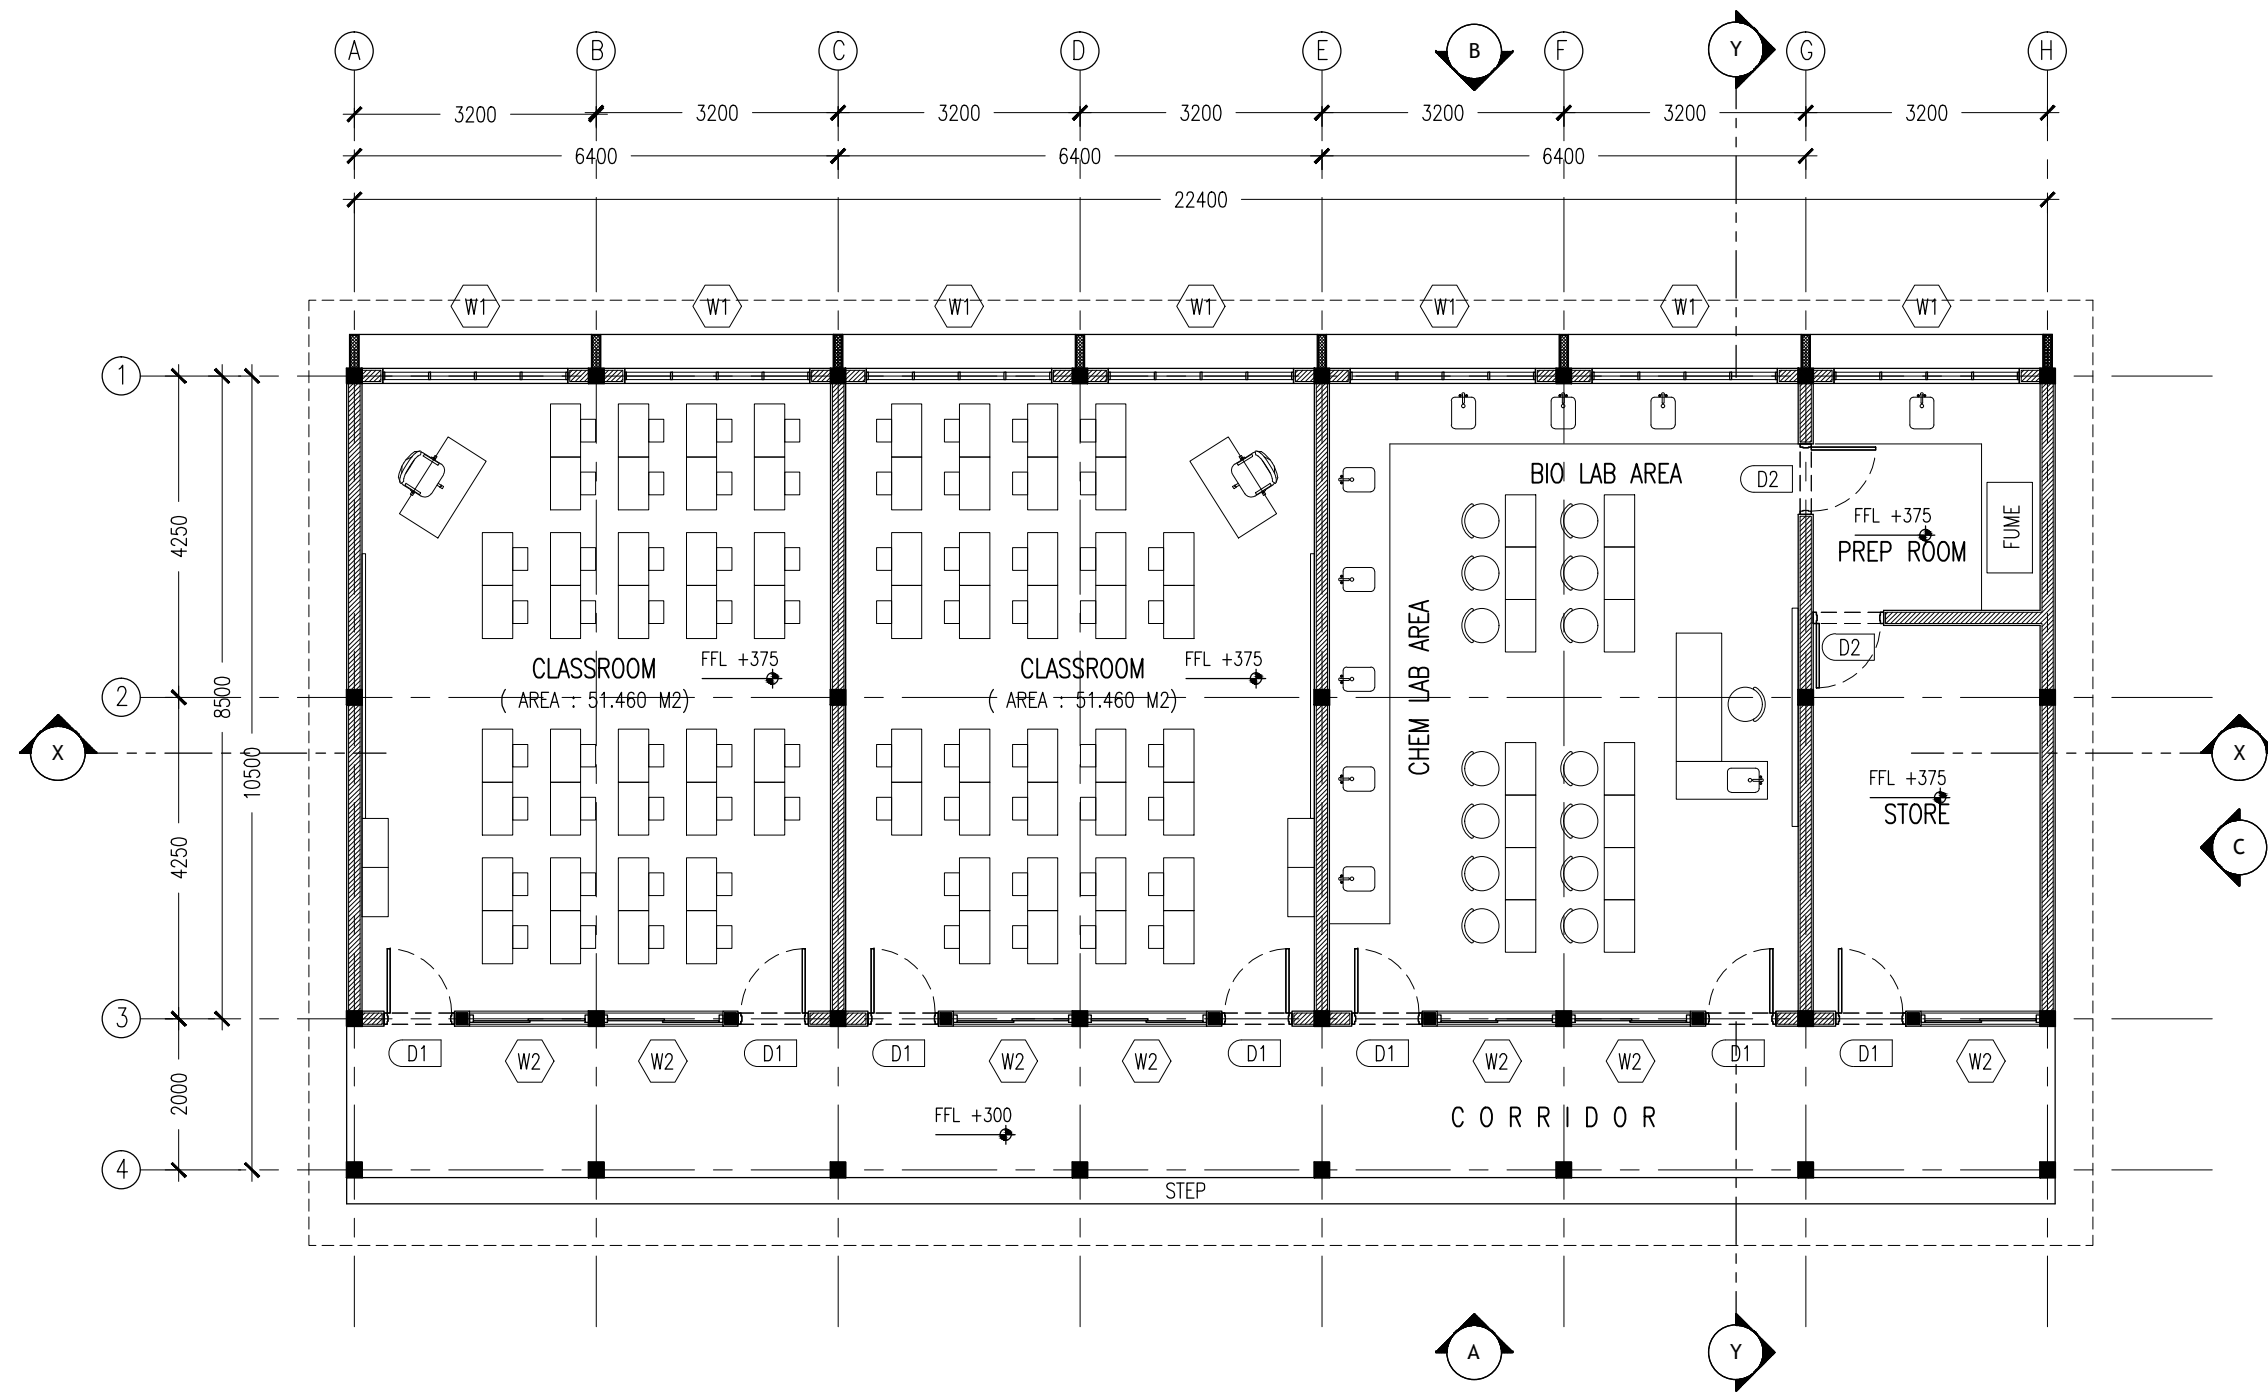 A B C D E B F Y G H
3200 3200 3200 3200 3200 3200 3200
6400 6400 6400
22400
W1 W1 W1 W1 W1 W1 W1
1
BIO LAB AREA
D2
FFL +375
PREP ROOM
FUME
4250
8500
10500
CHEM LAB AREA
D2
CLASSROOM
( AREA : 51.460 M2)
FFL +375
CLASSROOM
( AREA : 51.460 M2)
FFL +375
2
X
X
FFL +375
STORE
C
4250
3
D1 W2 W2 D1 D1 W2 W2 D1 D1 W2 W2 D1 D1 W2
2000
FFL +300
CORRIDOR
4
STEP
A
Y